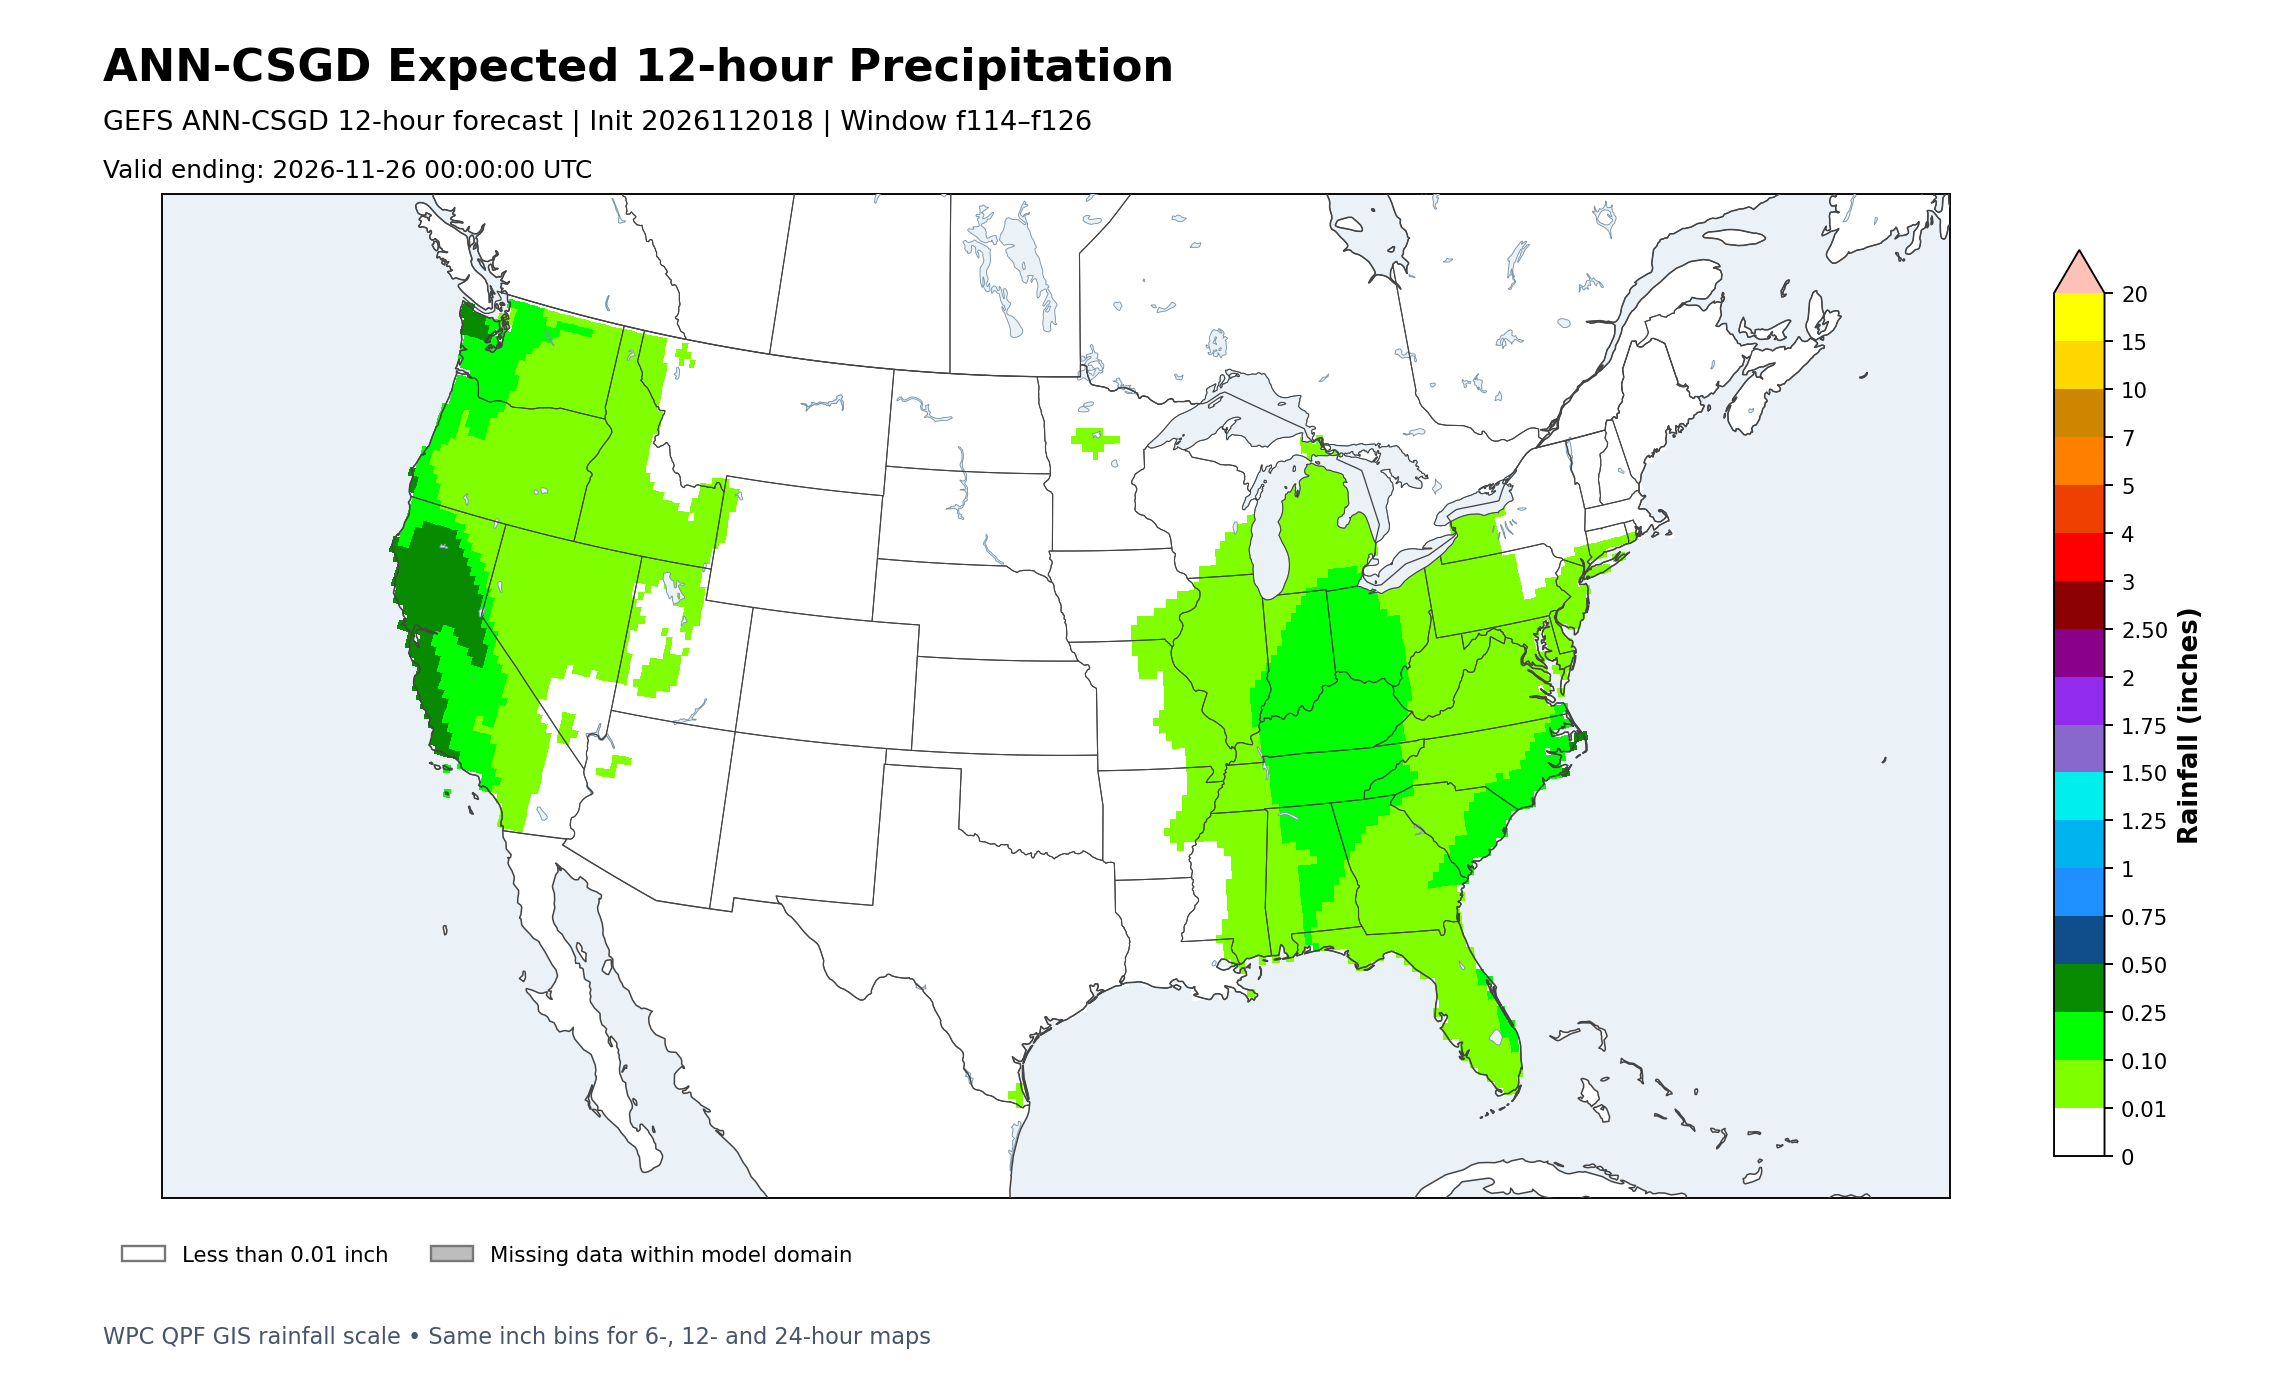 ANN-CSGD Expected 12-hour Precipitation
GEFS ANN-CSGD 12-hour forecast | Init 2026112018 | Window f114–f126
Valid ending: 2026-11-26 00:00:00 UTC
20
15
10
7
5
4
3
2.50
2
1.75
1.50
1.25
1
0.75
0.50
0.25
0.10
0.01
0
Rainfall (inches)
Less than 0.01 inch
Missing data within model domain
WPC QPF GIS rainfall scale • Same inch bins for 6-, 12- and 24-hour maps